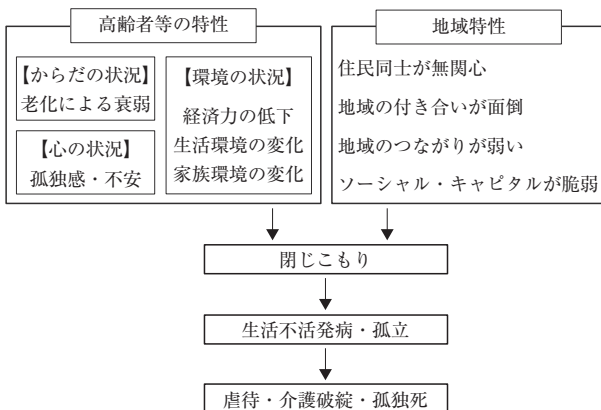 高齢者等の特性
【からだの状況】
老化による衰弱
【心の状況】
孤独感・不安
【環境の状況】
経済力の低下
生活環境の変化
家族環境の変化
地域特性
住民同士が無関心
地域の付き合いが面倒
地域のつながりが弱い
ソーシャル・キャピタルが脆弱
閉じこもり
生活不活発病・孤立
虐待・介護破綻・孤独死